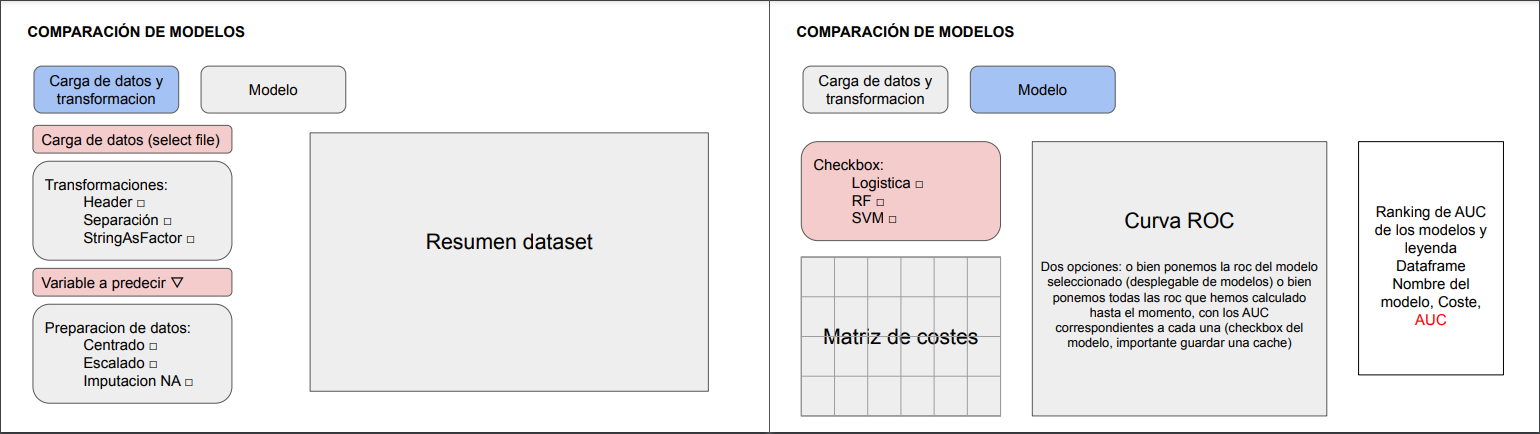 COMPARACIÓN DE MODELOS
Carga de datos y
transformacion
Modelo
Carga de datos (select file)
Transformaciones:
Header □
Separación □
StringAsFactor □
Variable a predecir ▽
Preparacion de datos:
Centrado □
Escalado □
Imputacion NA □
Resumen dataset
COMPARACIÓN DE MODELOS
Carga de datos y
transformacion
Modelo
Checkbox:
Logistica □
RF □
SVM □
Matriz de costes
Curva ROC
Dos opciones: o bien ponemos la roc del modelo
seleccionado (desplegable de modelos) o bien
ponemos todas las roc que hemos calculado
hasta el momento, con los AUC
correspondientes a cada una (checkbox del
modelo, importante guardar una cache)
Ranking de AUC
de los modelos y
leyenda
Dataframe
Nombre del
modelo, Coste,
AUC